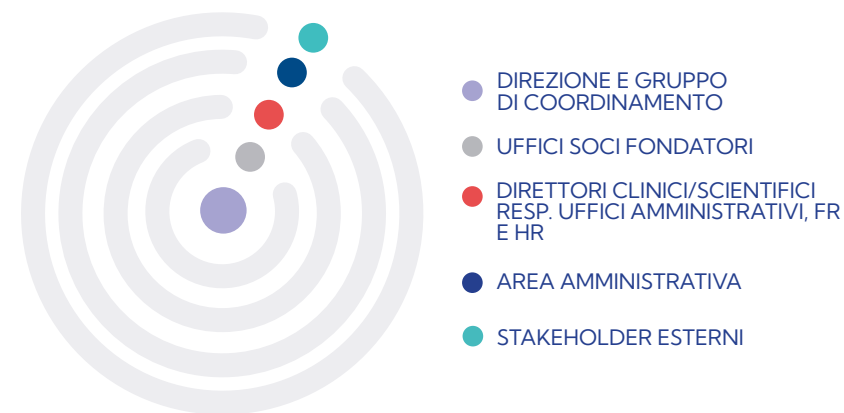 DIREZIONE E GRUPPO
DI COORDINAMENTO
UFFICI SOCI FONDATORI
DIRETTORI CLINICI/SCIENTIFICI
RESP. UFFICI AMMINISTRATIVI, FR
E HR
AREA AMMINISTRATIVA
STAKEHOLDER ESTERNI